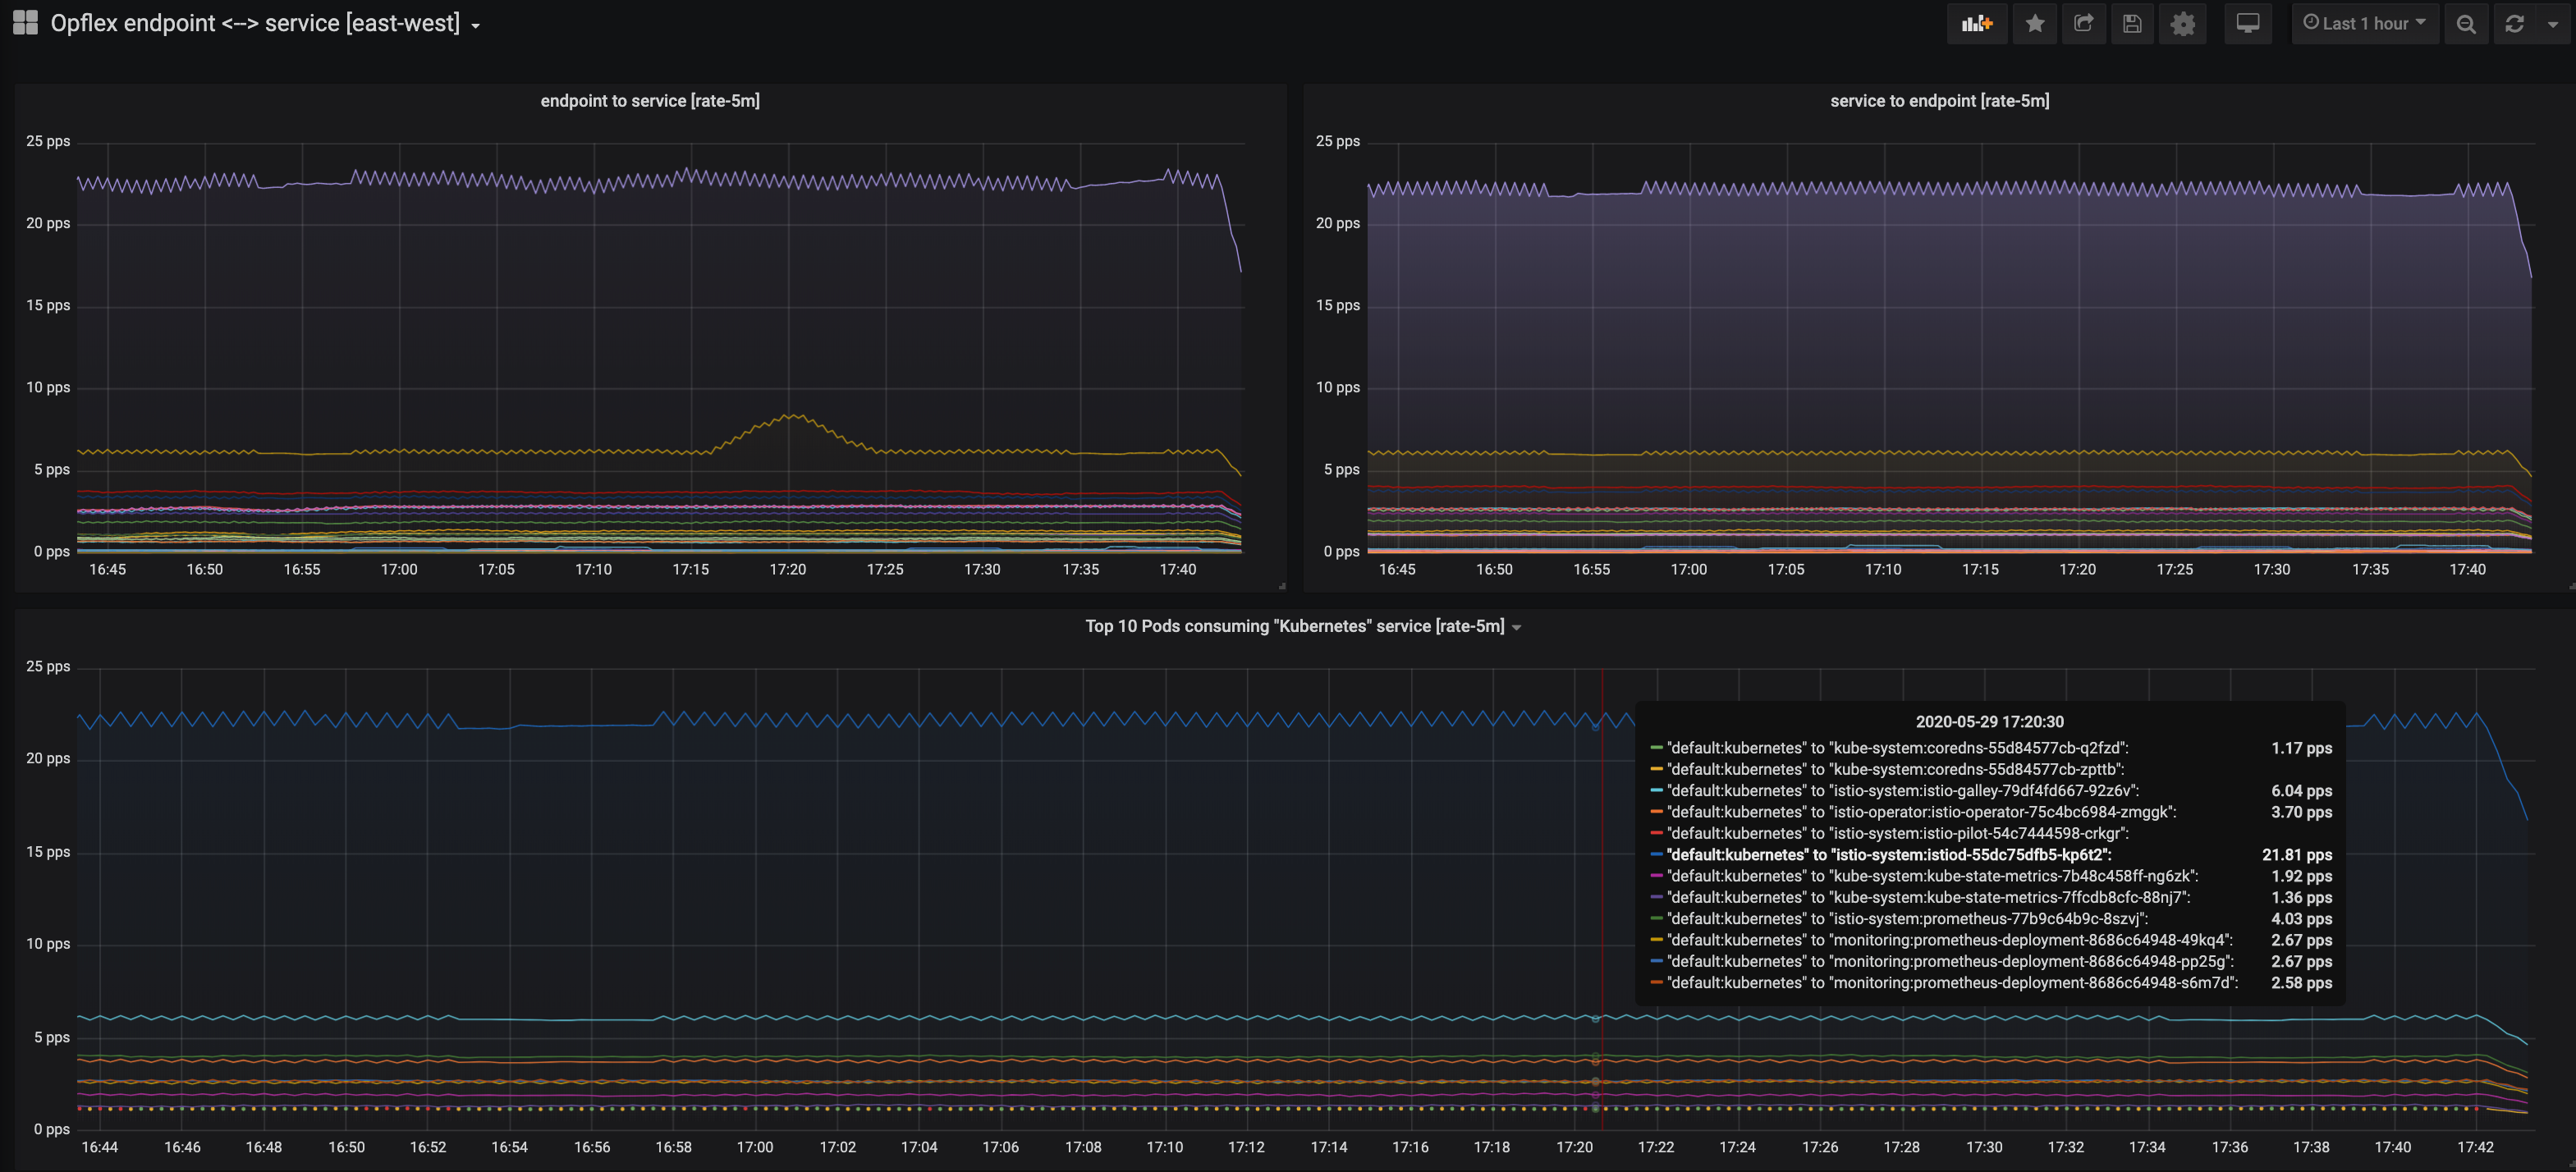 Opflex endpoint <--> service [east-west]
Last 1 hour
endpoint to service [rate-5m]
25 pps
20 pps
15 pps
10 pps
5 pps
0 pps
16:45 16:50 16:55 17:00 17:05 17:10 17:15 17:20 17:25 17:30 17:35 17:40
service to endpoint [rate-5m]
25 pps
20 pps
15 pps
10 pps
5 pps
0 pps
16:45 16:50 16:55 17:00 17:05 17:10 17:15 17:20 17:25 17:30 17:35 17:40
Top 10 Pods consuming "Kubernetes" service [rate-5m]
25 pps
20 pps
15 pps
10 pps
5 pps
0 pps
2020-05-29 17:20:30
"default:kubernetes" to "kube-system:coredns-55d84577cb-q2fzd": 1.17 pps
"default:kubernetes" to "kube-system:coredns-55d84577cb-zpttb":
"default:kubernetes" to "istio-system:istio-galley-79df4fd667-92z6v": 6.04 pps
"default:kubernetes" to "istio-operator:istio-operator-75c4bc6984-zmggk": 3.70 pps
"default:kubernetes" to "istio-system:istio-pilot-54c7444598-crkgr":
"default:kubernetes" to "istio-system:istiod-55dc75dfb5-kp6t2": 21.81 pps
"default:kubernetes" to "kube-system:kube-state-metrics-7b48c458ff-ng6zk": 1.92 pps
"default:kubernetes" to "kube-system:kube-state-metrics-7ffcdb8cfc-88nj7": 1.36 pps
"default:kubernetes" to "istio-system:prometheus-77b9c64b9c-8szvj": 4.03 pps
"default:kubernetes" to "monitoring:prometheus-deployment-8686c64948-49kq4": 2.67 pps
"default:kubernetes" to "monitoring:prometheus-deployment-8686c64948-pp25g": 2.67 pps
"default:kubernetes" to "monitoring:prometheus-deployment-8686c64948-s6m7d": 2.58 pps
16:44 16:46 16:48 16:50 16:52 16:54 16:56 16:58 17:00 17:02 17:04 17:06 17:08 17:10 17:12 17:14 17:16 17:18 17:20 17:22 17:24 17:26 17:28 17:30 17:32 17:34 17:36 17:38 17:40 17:42